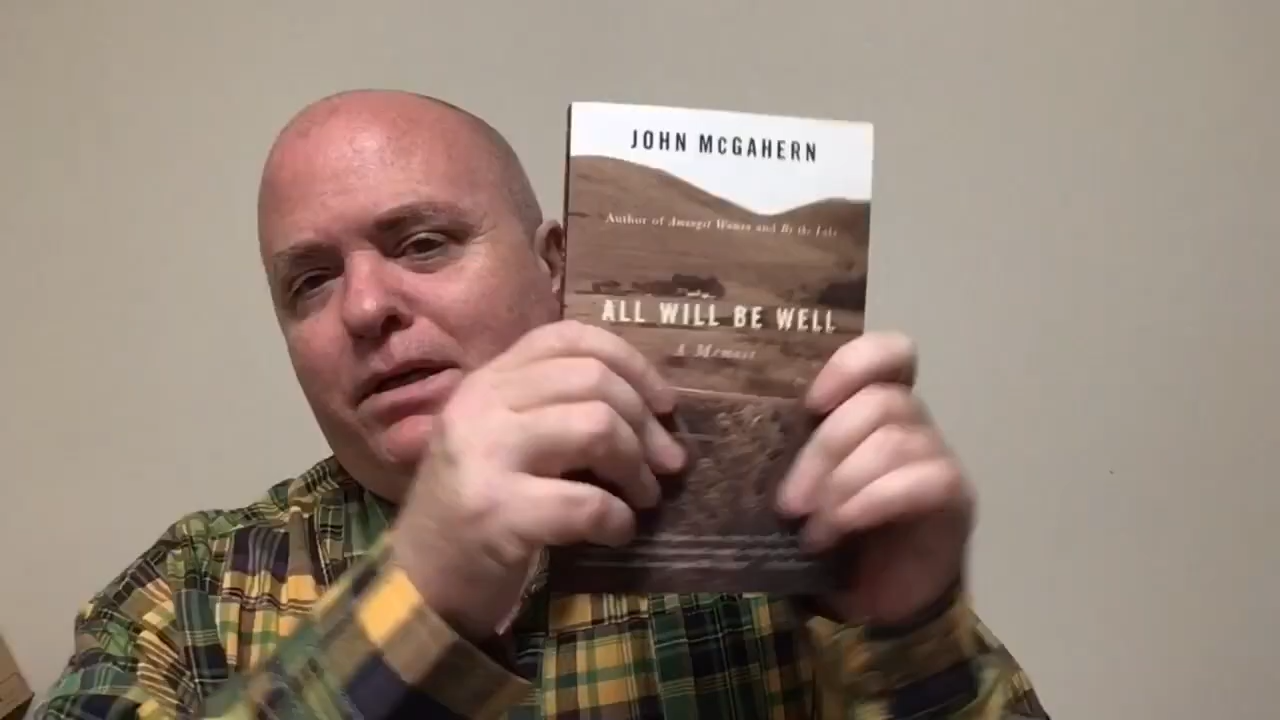 JOHN McGAHERN
Author of Amongst Women and By the Lake
ALL WILL BE WELL
A Memoir